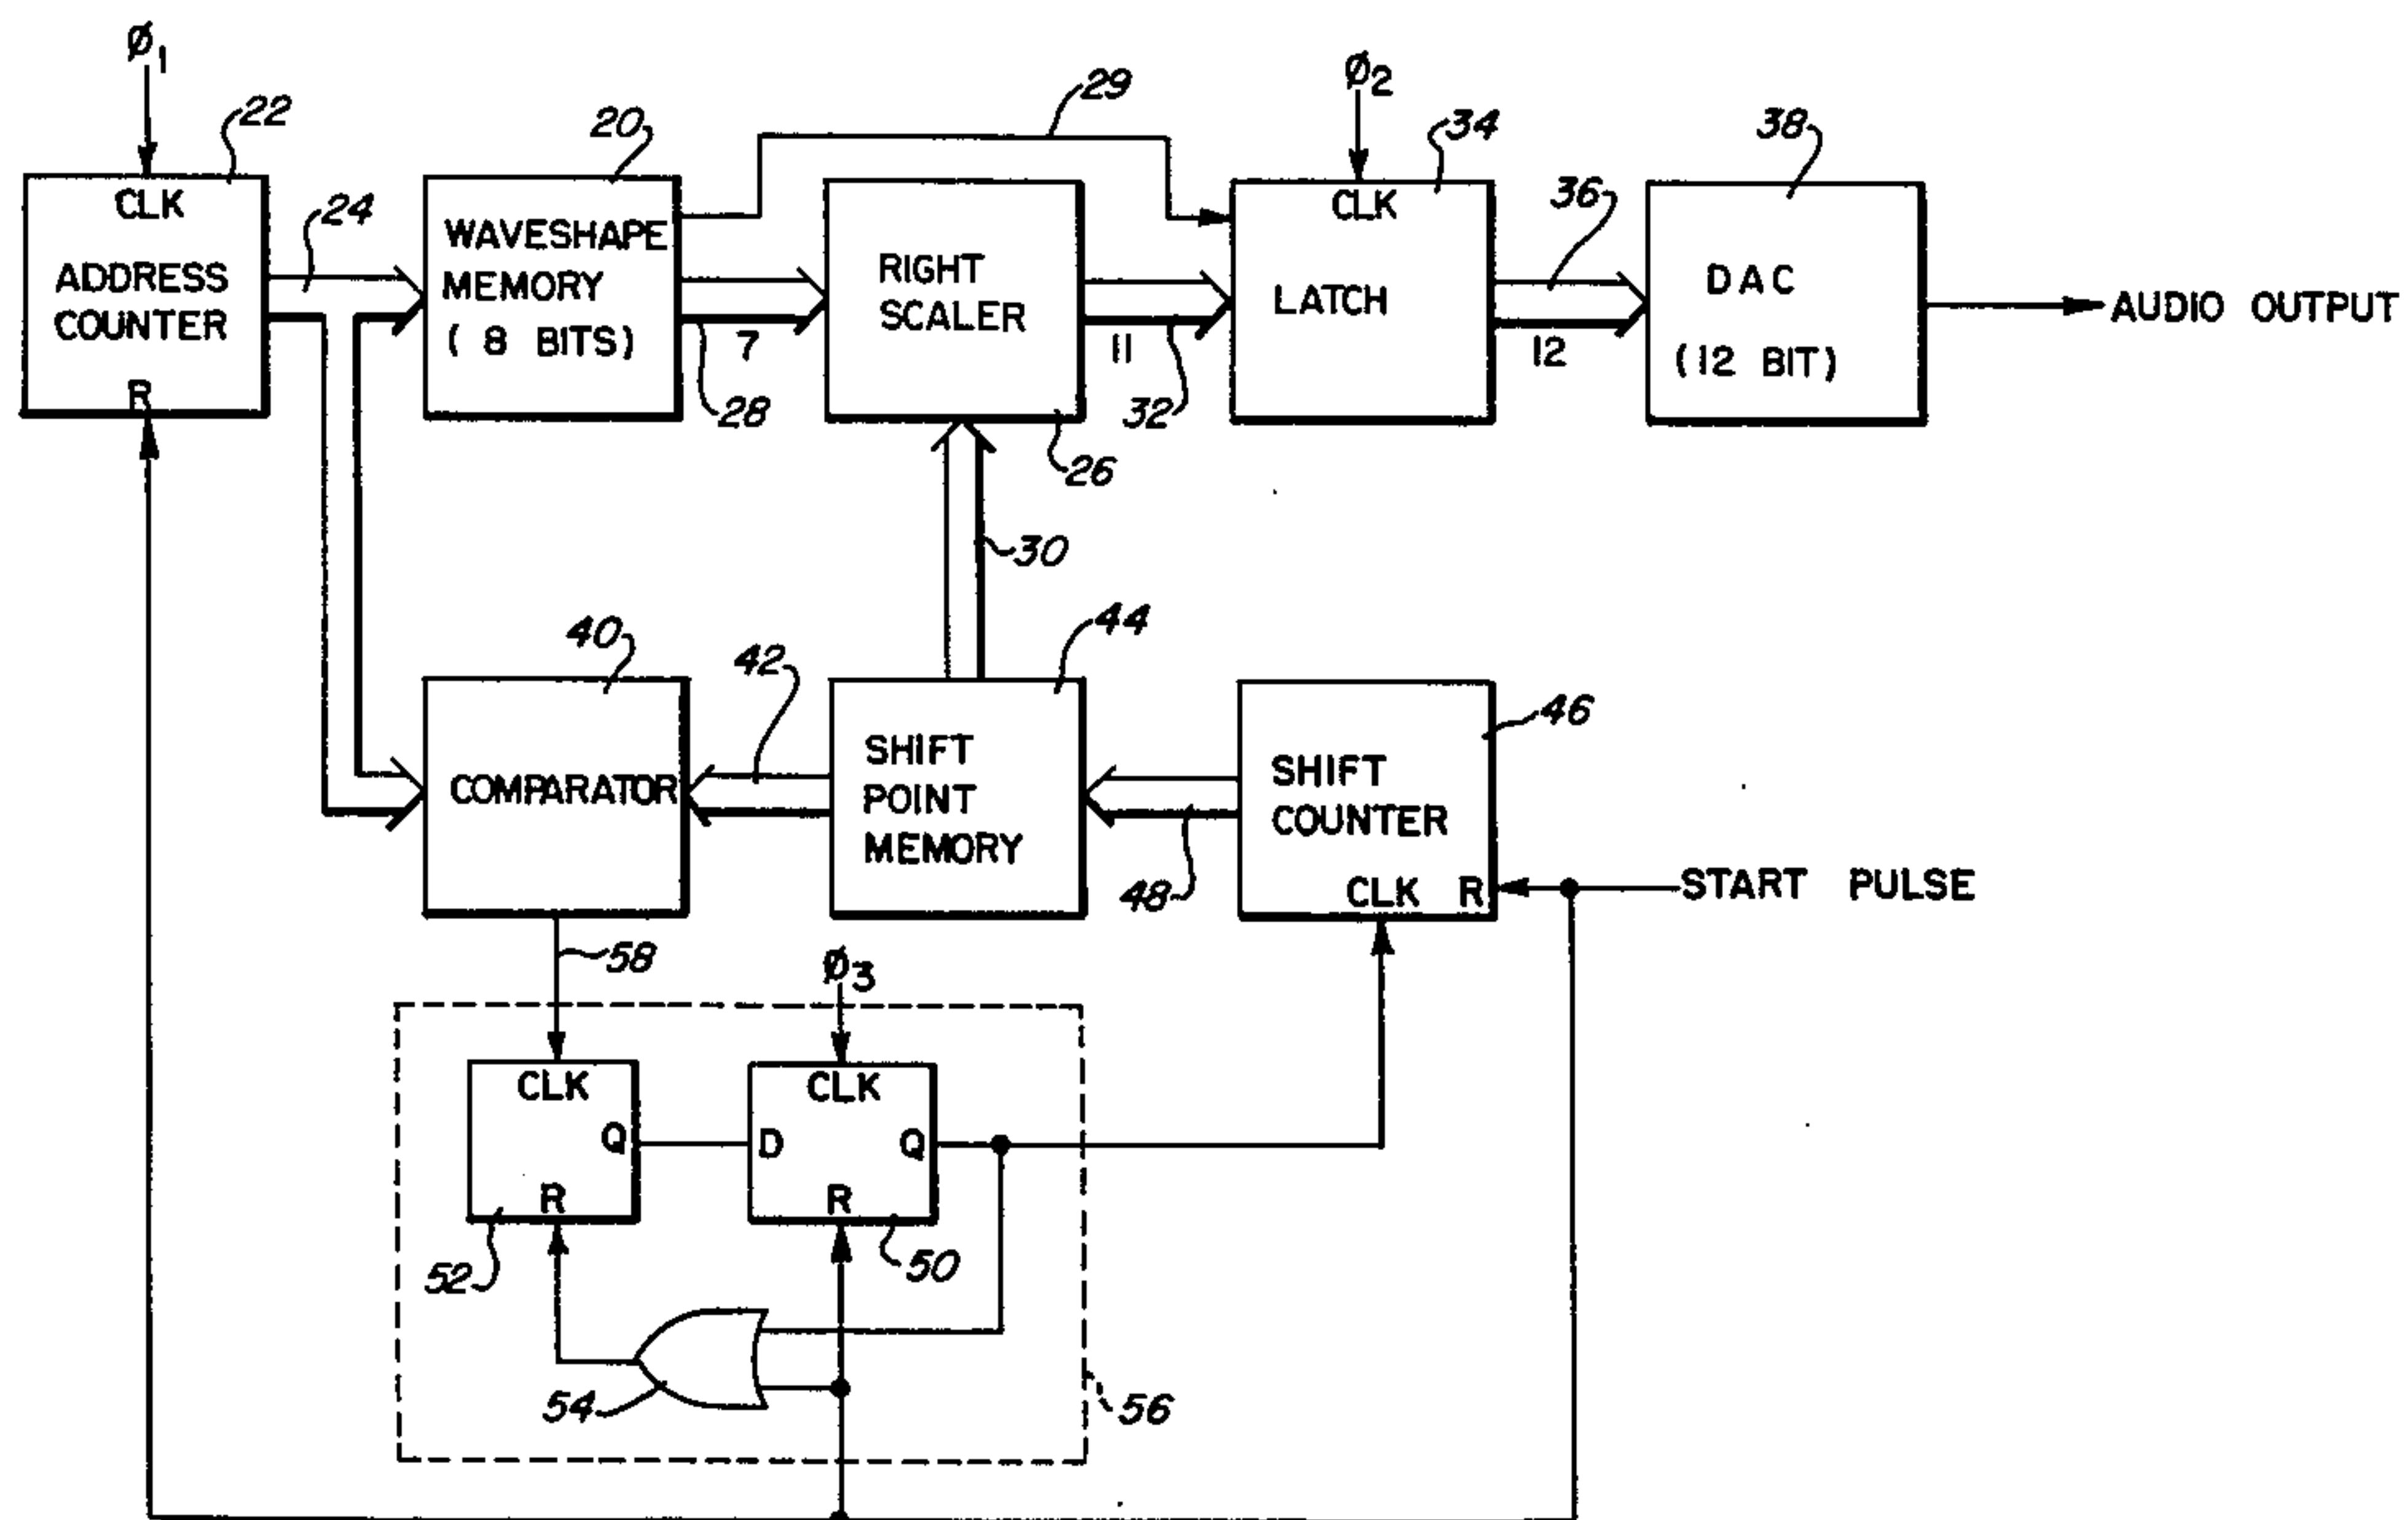 Ø1
22
CLK
ADDRESS
COUNTER
R
24
20
WAVESHAPE
MEMORY
( 8 BITS)
29
7
28
RIGHT
SCALER
26
11
32
Ø2
34
CLK
LATCH
36
12
38
DAC
(12 BIT)
AUDIO OUTPUT
30
40
COMPARATOR
42
44
SHIFT
POINT
MEMORY
46
SHIFT
COUNTER
CLK R
48
START PULSE
58
Ø3
CLK
Q
R
52
CLK
D
Q
R
50
54
56